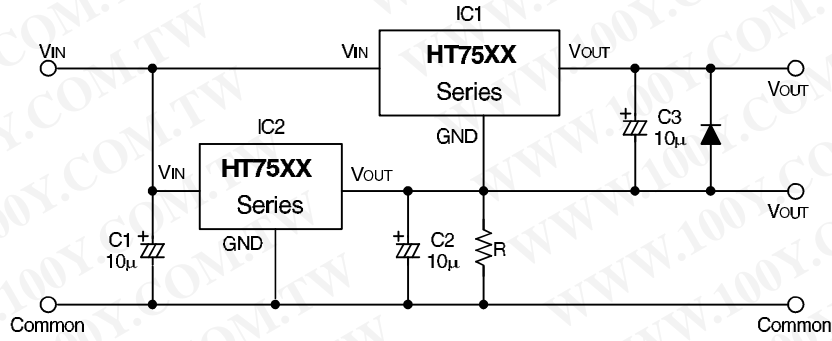 IC1
VIN
VIN
HT75XX
Series
VOUT
VOUT
GND
C3
10μ
IC2
VIN
HT75XX
Series
VOUT
VOUT
GND
C1
10μ
C2
10μ
R
Common
Common
WWW.100Y.COM.TW